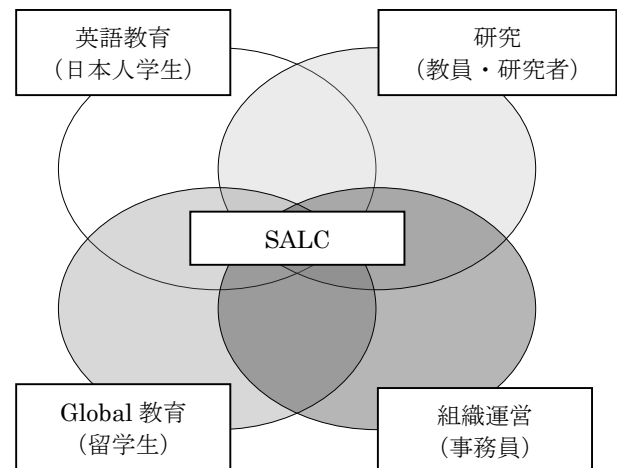 英語教育
（日本人学生）
研究
（教員・研究者）
SALC
Global 教育
（留学生）
組織運営
（事務員）